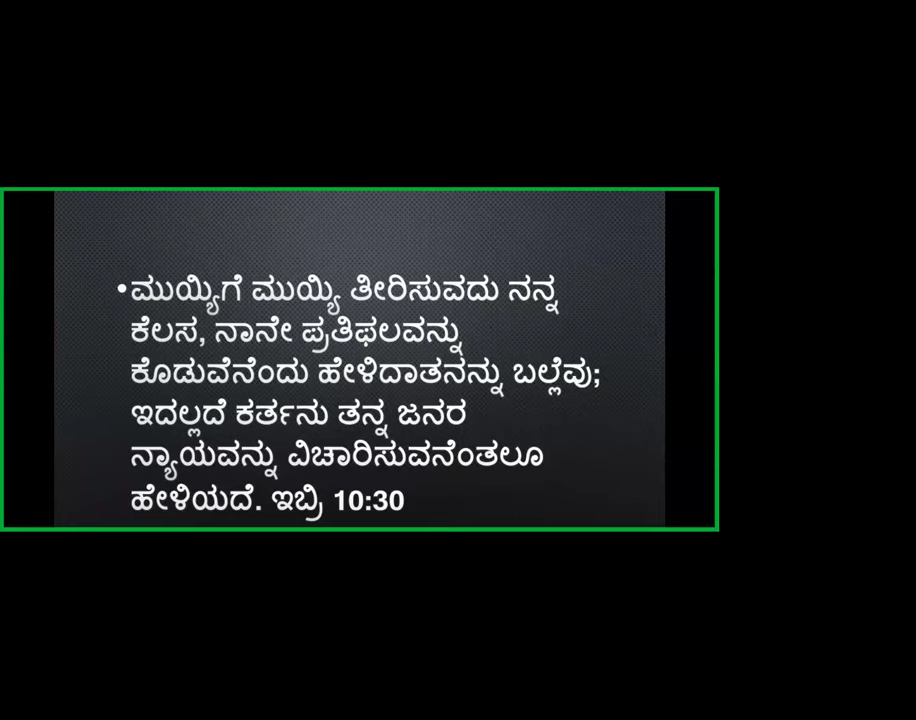 •ಮುಯ್ಯಿಗೆ ಮುಯ್ಯಿ ತೀರಿಸುವದು ನನ್ನ
ಕೆಲಸ, ನಾನೇ ಪ್ರತಿಫಲವನ್ನು
ಕೊಡುವೆನೆಂದು ಹೇಳಿದಾತನನ್ನು ಬಲ್ಲೆವು;
ಇದಲ್ಲದೆ ಕರ್ತನು ತನ್ನ ಜನರ
ನ್ಯಾಯವನ್ನು ವಿಚಾರಿಸುವನೆಂತಲೂ
ಹೇಳಿಯದೆ. ಇಬ್ರಿ 10:30